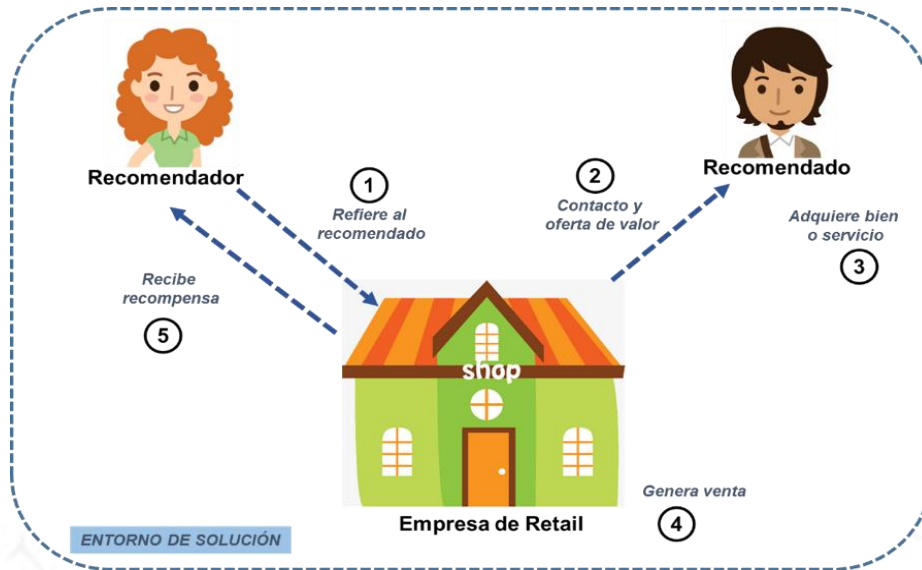 Recomendador
Recomendado
1
Refiere al
recomendado
2
Contacto y
oferta de valor
Adquiere bien
o servicio
3
Recibe
recompensa
5
shop
Genera venta
4
Empresa de Retail
ENTORNO DE SOLUCIÓN